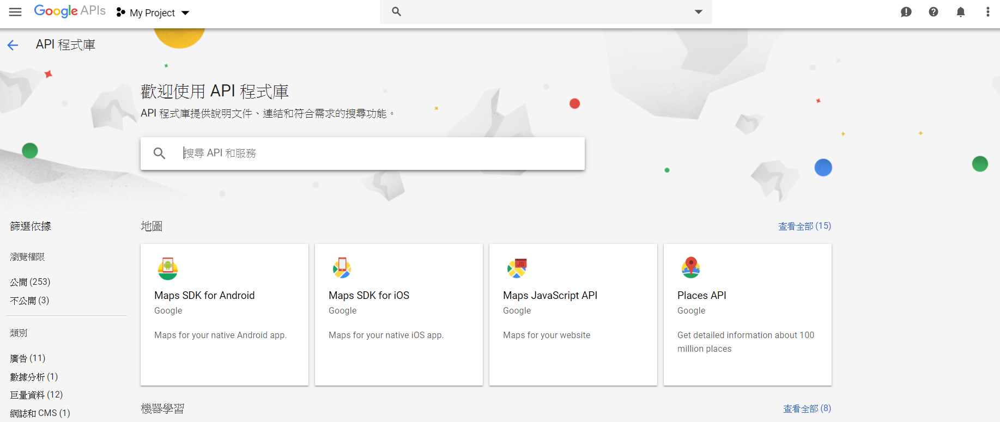 Google APIs
My Project
API 程式庫
歡迎使用 API 程式庫
API 程式庫提供說明文件、連結和符合需求的搜尋功能。
搜尋 API 和服務
篩選依據
瀏覽權限
公開 (253)
不公開 (3)
類別
廣告 (11)
數據分析 (1)
巨量資料 (12)
網誌和 CMS (1)
地圖
查看全部 (15)
Maps SDK for Android
Google
Maps for your native Android app.
Maps SDK for iOS
Google
Maps for your native iOS app.
JS
Maps JavaScript API
Google
Maps for your website
Places API
Google
Get detailed information about 100
million places
機器學習
查看全部 (8)